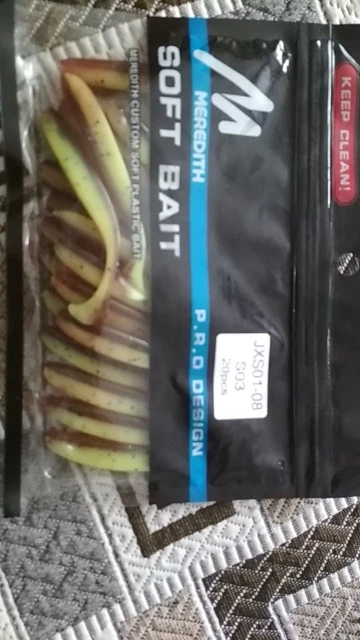 KEEP CLEAN!
M
MEREDITH P.R.O DESIGN
SOFT BAIT
MEREDITH CUSTOM SOFT PLASTIC BAIT
JXS01-08
S03
20pcs